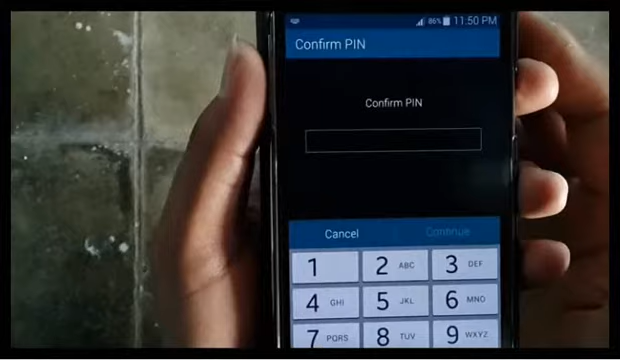 86% 11:50 PM
Confirm PIN
Confirm PIN
Cancel Continue
1 2 ABC 3 DEF
4 GHI 5 JKL 6 MNO
7 PQRS 8 TUV 9 WXYZ